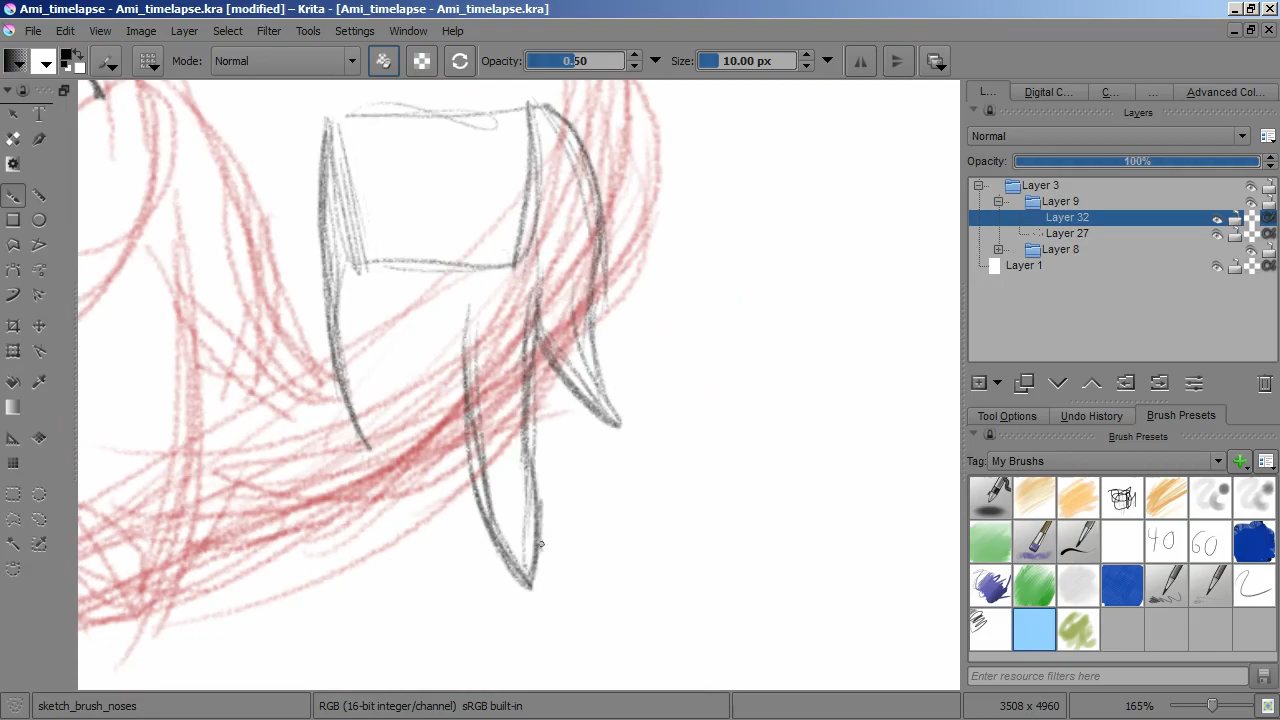 Ami_timelapse - Ami_timelapse.kra [modified] – Krita - [Ami_timelapse.kra]
File Edit View Image Layer Select Filter Tools Settings Window Help
Mode: Normal Opacity: 0.50 Size: 10.00 px
L... Digital C... C... ... Advanced Col...
Layers
Normal
Opacity: 100%
Layer 3
Layer 9
Layer 32
Layer 27
Layer 8
Layer 1
Tool Options Undo History Brush Presets
Brush Presets
Tag: My Brushs
40 60
Enter resource filters here
sketch_brush_noses RGB (16-bit integer/channel) sRGB built-in 3508 x 4960 165%